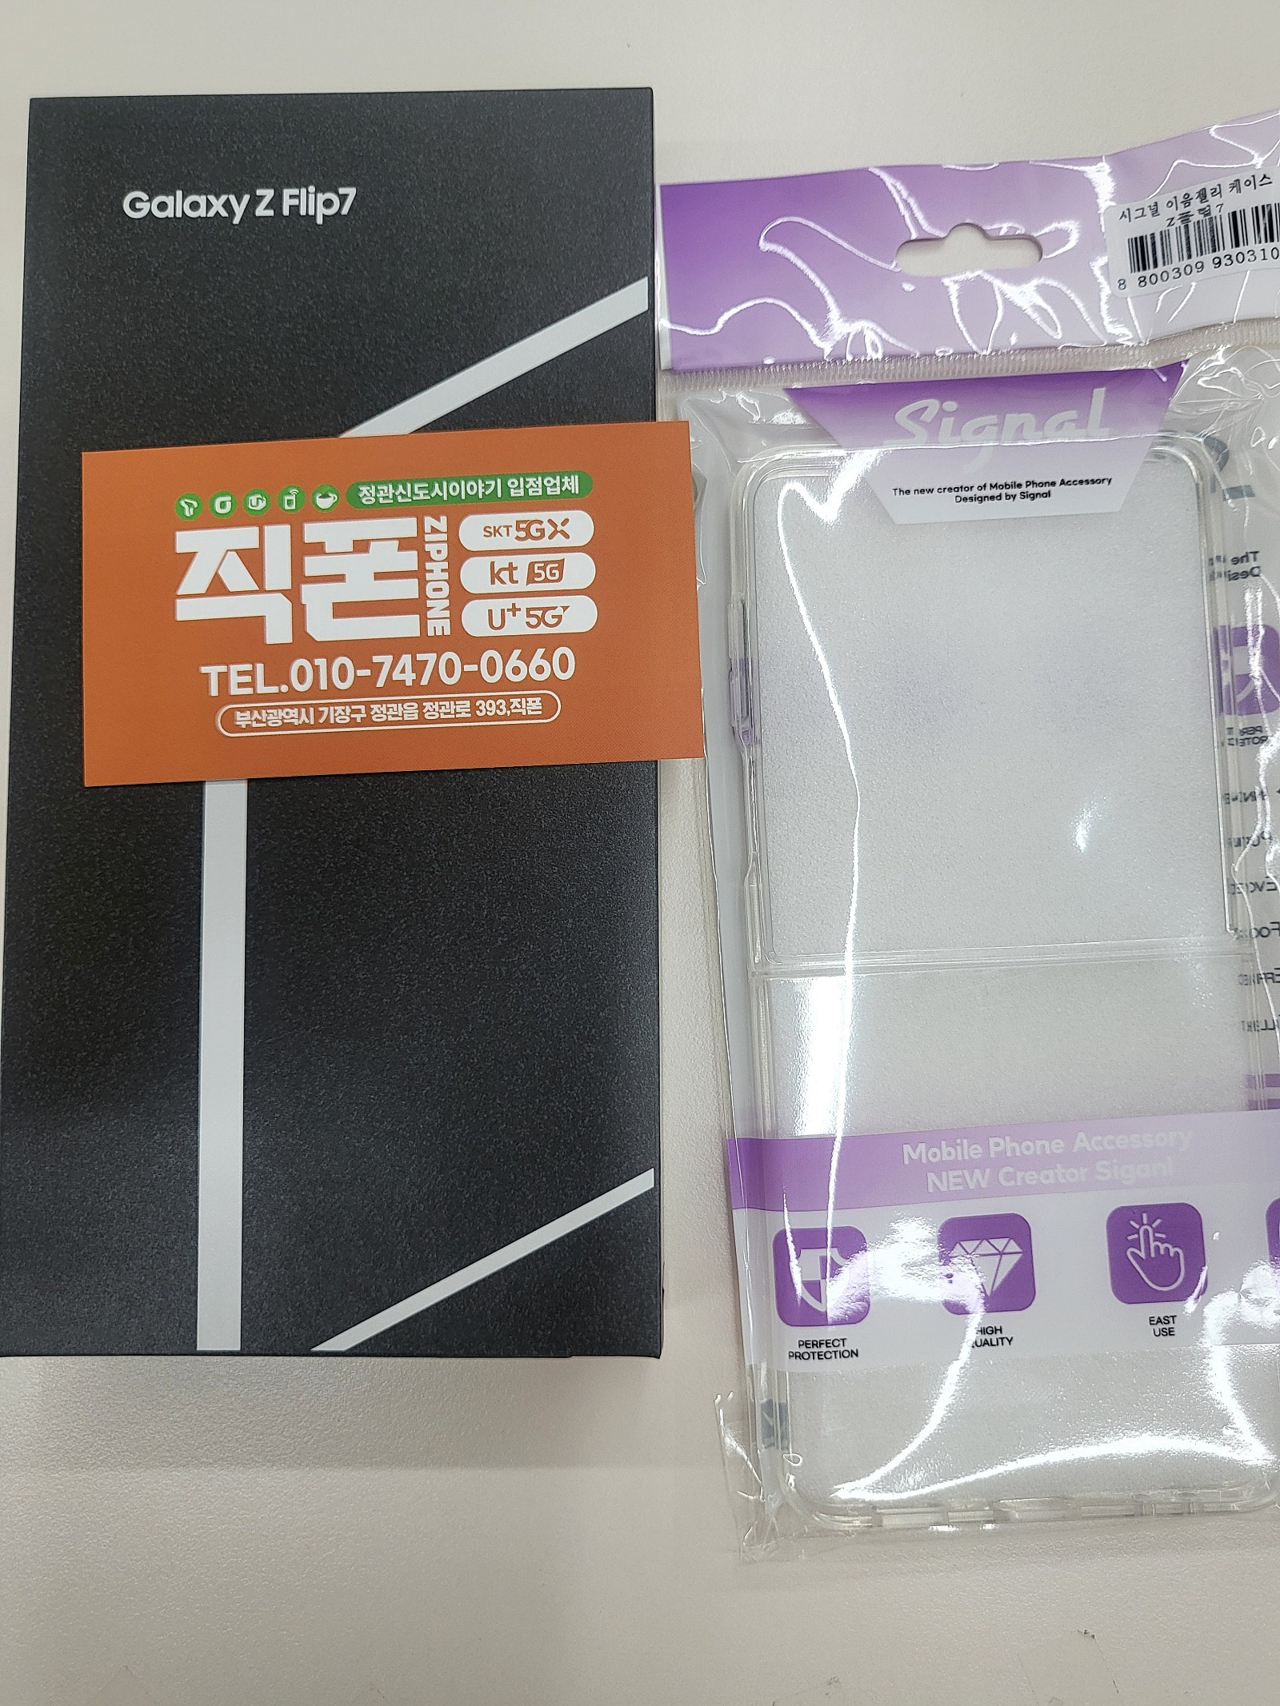 Galaxy Z Flip7
정관신도시이야기 입점업체
직폰
ZIPHONE
SKT 5GX
kt 5G
U+ 5G
TEL.010-7470-0660
부산광역시 기장구 정관읍 정관로 393,직폰
시그널 이음젤리 케이스
Z플립7
8 800309 930310
Signal
The new creator of Mobile Phone Accessory
Designed by Signal
Mobile Phone Accessory
NEW Creator Siganl
PERFECT
PROTECTION
HIGH
QUALITY
EAST
USE